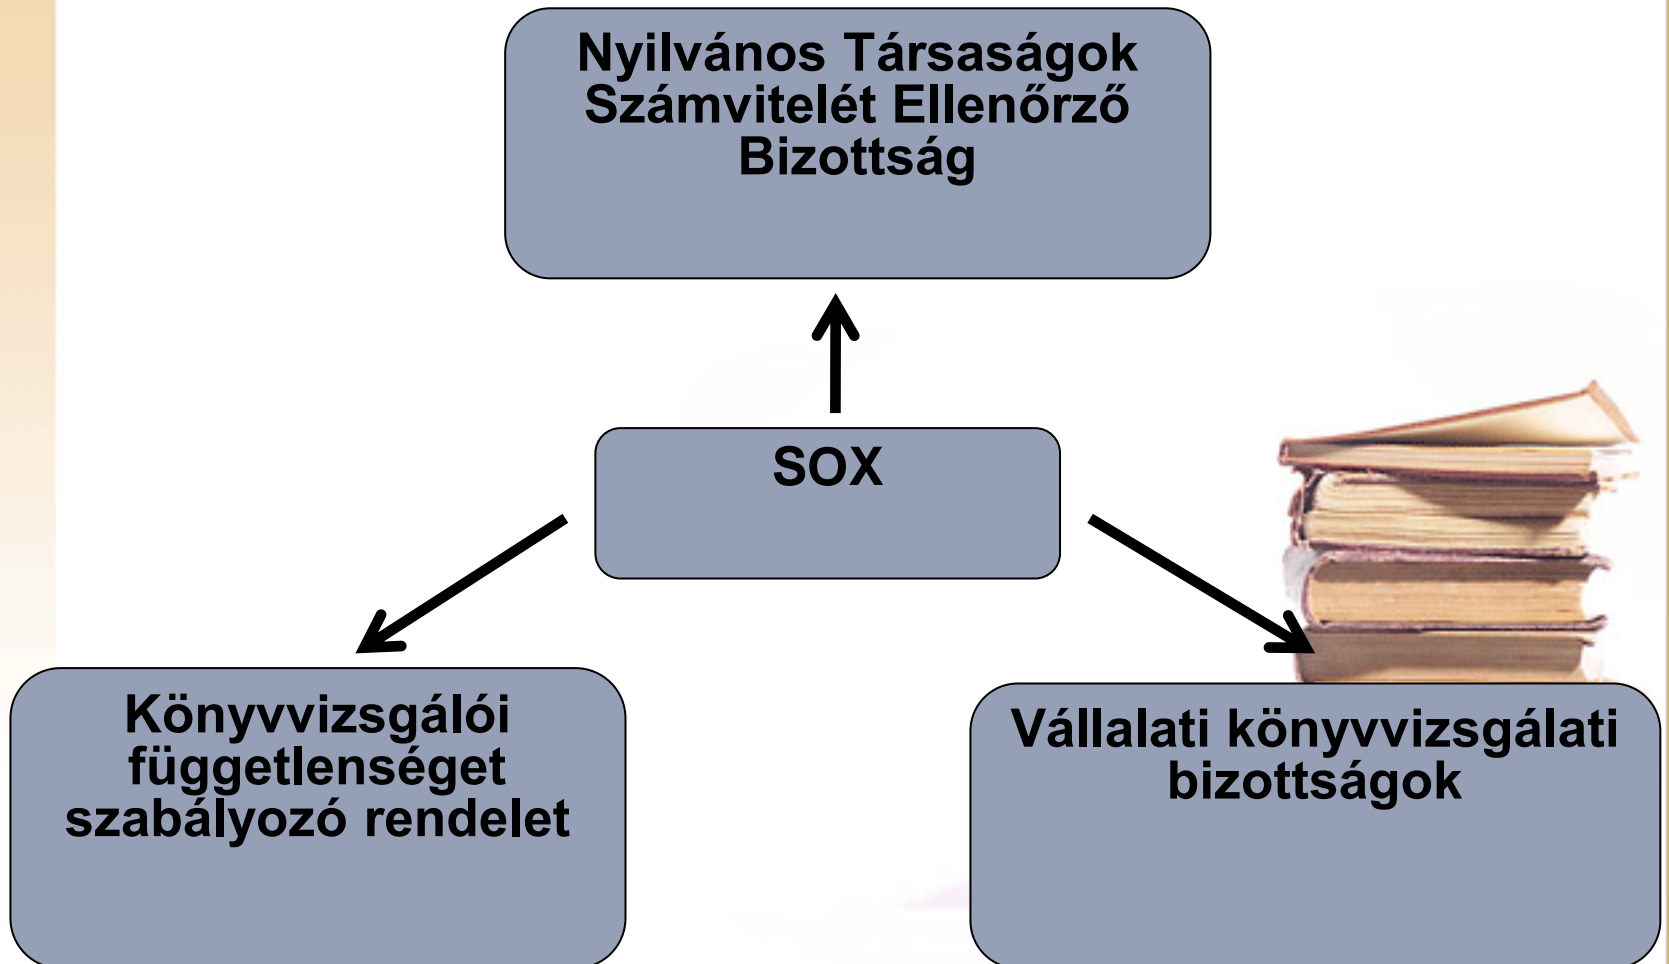 Nyilvános Társaságok
Számvitelét Ellenőrző
Bizottság
SOX
Könyvvizsgálói
függetlenséget
szabályozó rendelet
Vállalati könyvvizsgálati
bizottságok